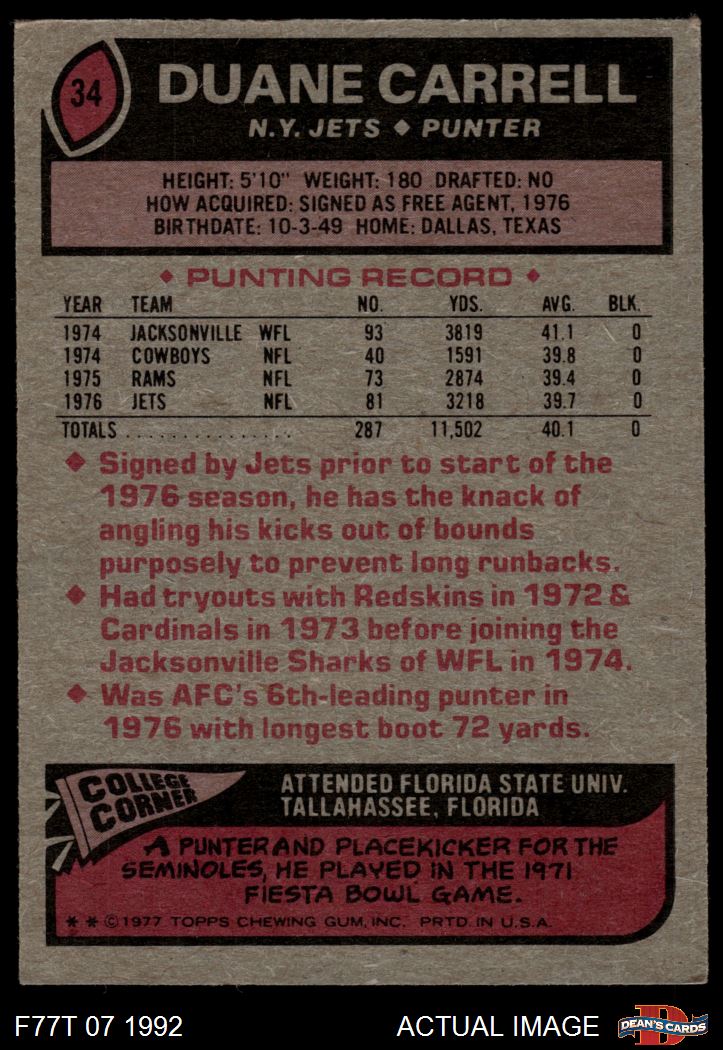 34
DUANE CARRELL
N.Y. JETS ♦ PUNTER
HEIGHT: 5'10" WEIGHT: 180 DRAFTED: NO
HOW ACQUIRED: SIGNED AS FREE AGENT, 1976
BIRTHDATE: 10-3-49 HOME: DALLAS, TEXAS
♦ PUNTING RECORD ♦
YEAR TEAM NO. YDS. AVG. BLK.
1974 JACKSONVILLE WFL 93 3819 41.1 0
1974 COWBOYS NFL 40 1591 39.8 0
1975 RAMS NFL 73 2874 39.4 0
1976 JETS NFL 81 3218 39.7 0
TOTALS . . . . . . . . . . . . . . . 287 11,502 40.1 0
♦ Signed by Jets prior to start of the
1976 season, he has the knack of
angling his kicks out of bounds
purposely to prevent long runbacks.
♦ Had tryouts with Redskins in 1972 &
Cardinals in 1973 before joining the
Jacksonville Sharks of WFL in 1974.
♦ Was AFC's 6th-leading punter in
1976 with longest boot 72 yards.
COLLEGE
CORNER
ATTENDED FLORIDA STATE UNIV.
TALLAHASSEE, FLORIDA
A PUNTER AND PLACEKICKER FOR THE
SEMINOLES, HE PLAYED IN THE 1971
FIESTA BOWL GAME.
* * © 1977 TOPPS CHEWING GUM, INC. PRTD. IN U.S.A.
F77T 07 1992 ACTUAL IMAGE
D
DEAN'S CARDS